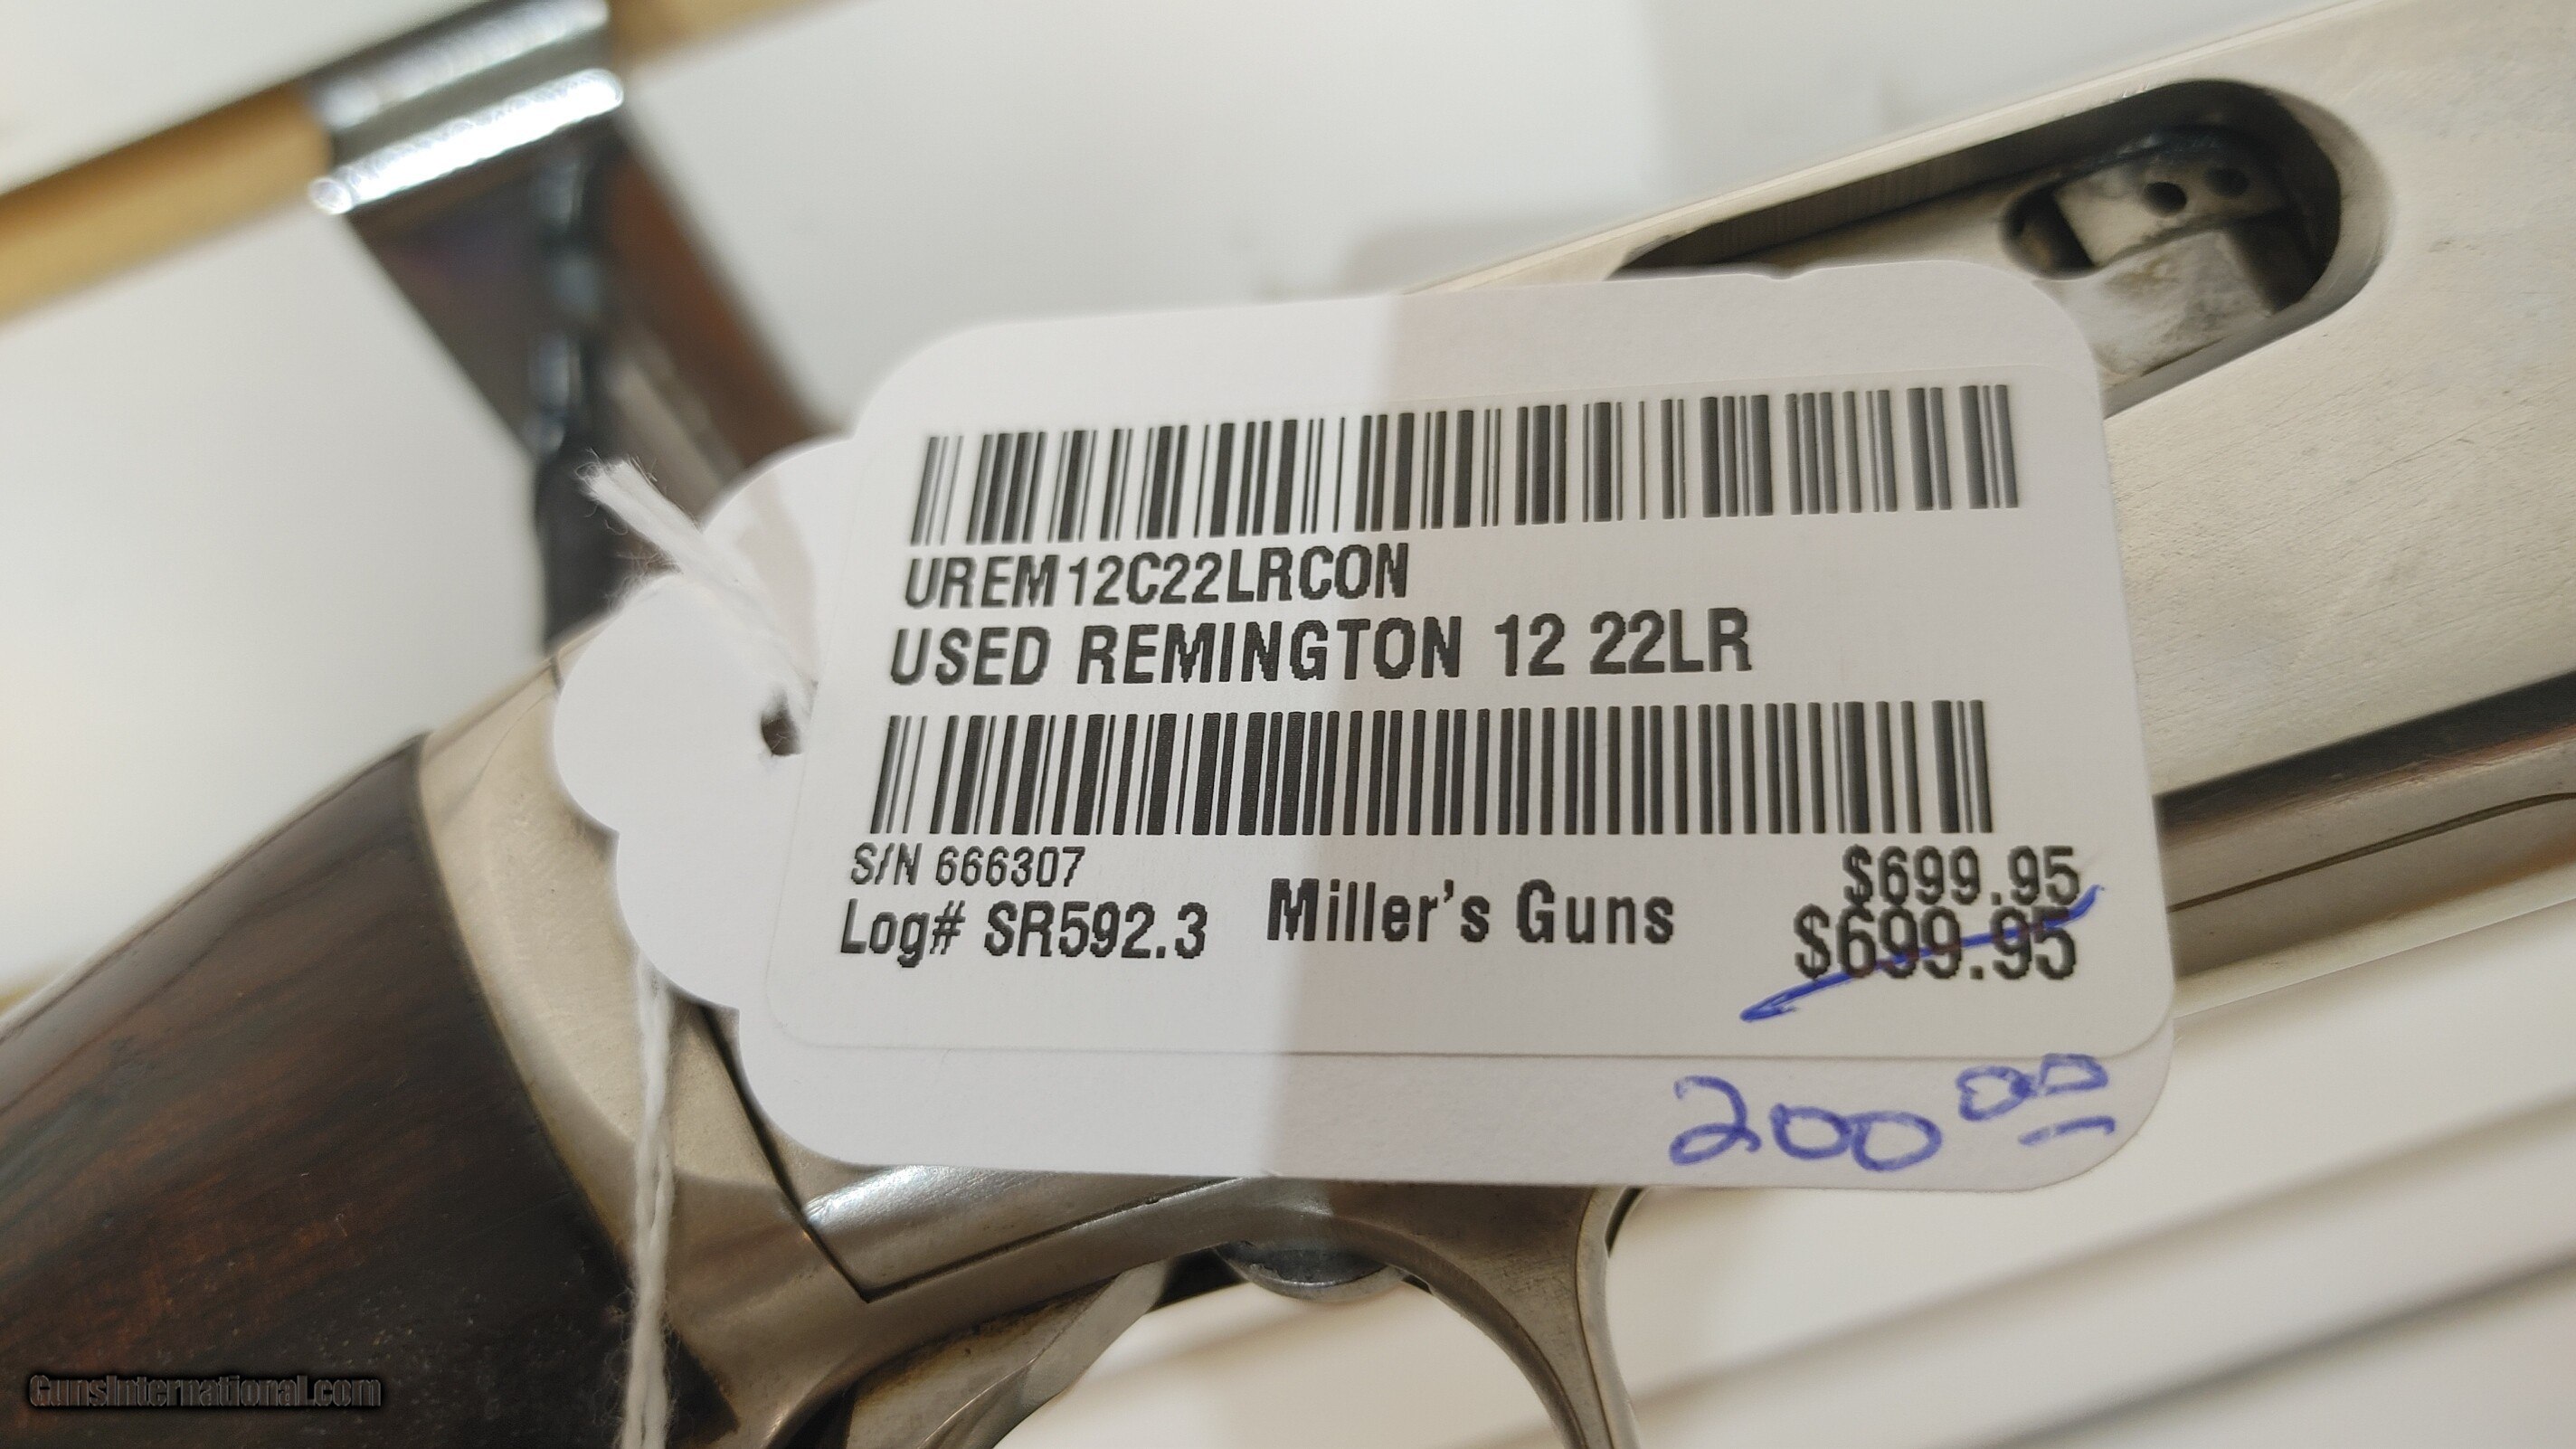 UREM12C22LRCON
USED REMINGTON 12 22LR
S/N 666307
$699.95
Log# SR592.3
Miller's Guns
$699.95
200 00
GunsInternational.com